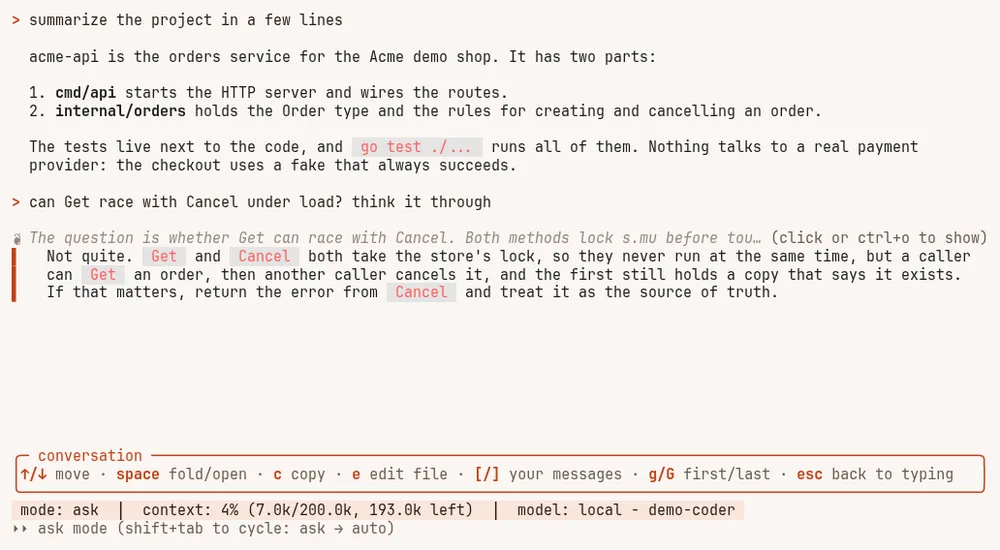 > summarize the project in a few lines
acme-api is the orders service for the Acme demo shop. It has two parts:
1. cmd/api starts the HTTP server and wires the routes.
2. internal/orders holds the Order type and the rules for creating and cancelling an order.
The tests live next to the code, and go test ./... runs all of them. Nothing talks to a real payment
provider: the checkout uses a fake that always succeeds.
> can Get race with Cancel under load? think it through
The question is whether Get can race with Cancel. Both methods lock s.mu before tou… (click or ctrl+o to show)
Not quite. Get and Cancel both take the store's lock, so they never run at the same time, but a caller
can Get an order, then another caller cancels it, and the first still holds a copy that says it exists.
If that matters, return the error from Cancel and treat it as the source of truth.
conversation
↑/↓ move · space fold/open · c copy · e edit file · [/] your messages · g/G first/last · esc back to typing
mode: ask | context: 4% (7.0k/200.0k, 193.0k left) | model: local - demo-coder
▸▸ ask mode (shift+tab to cycle: ask → auto)